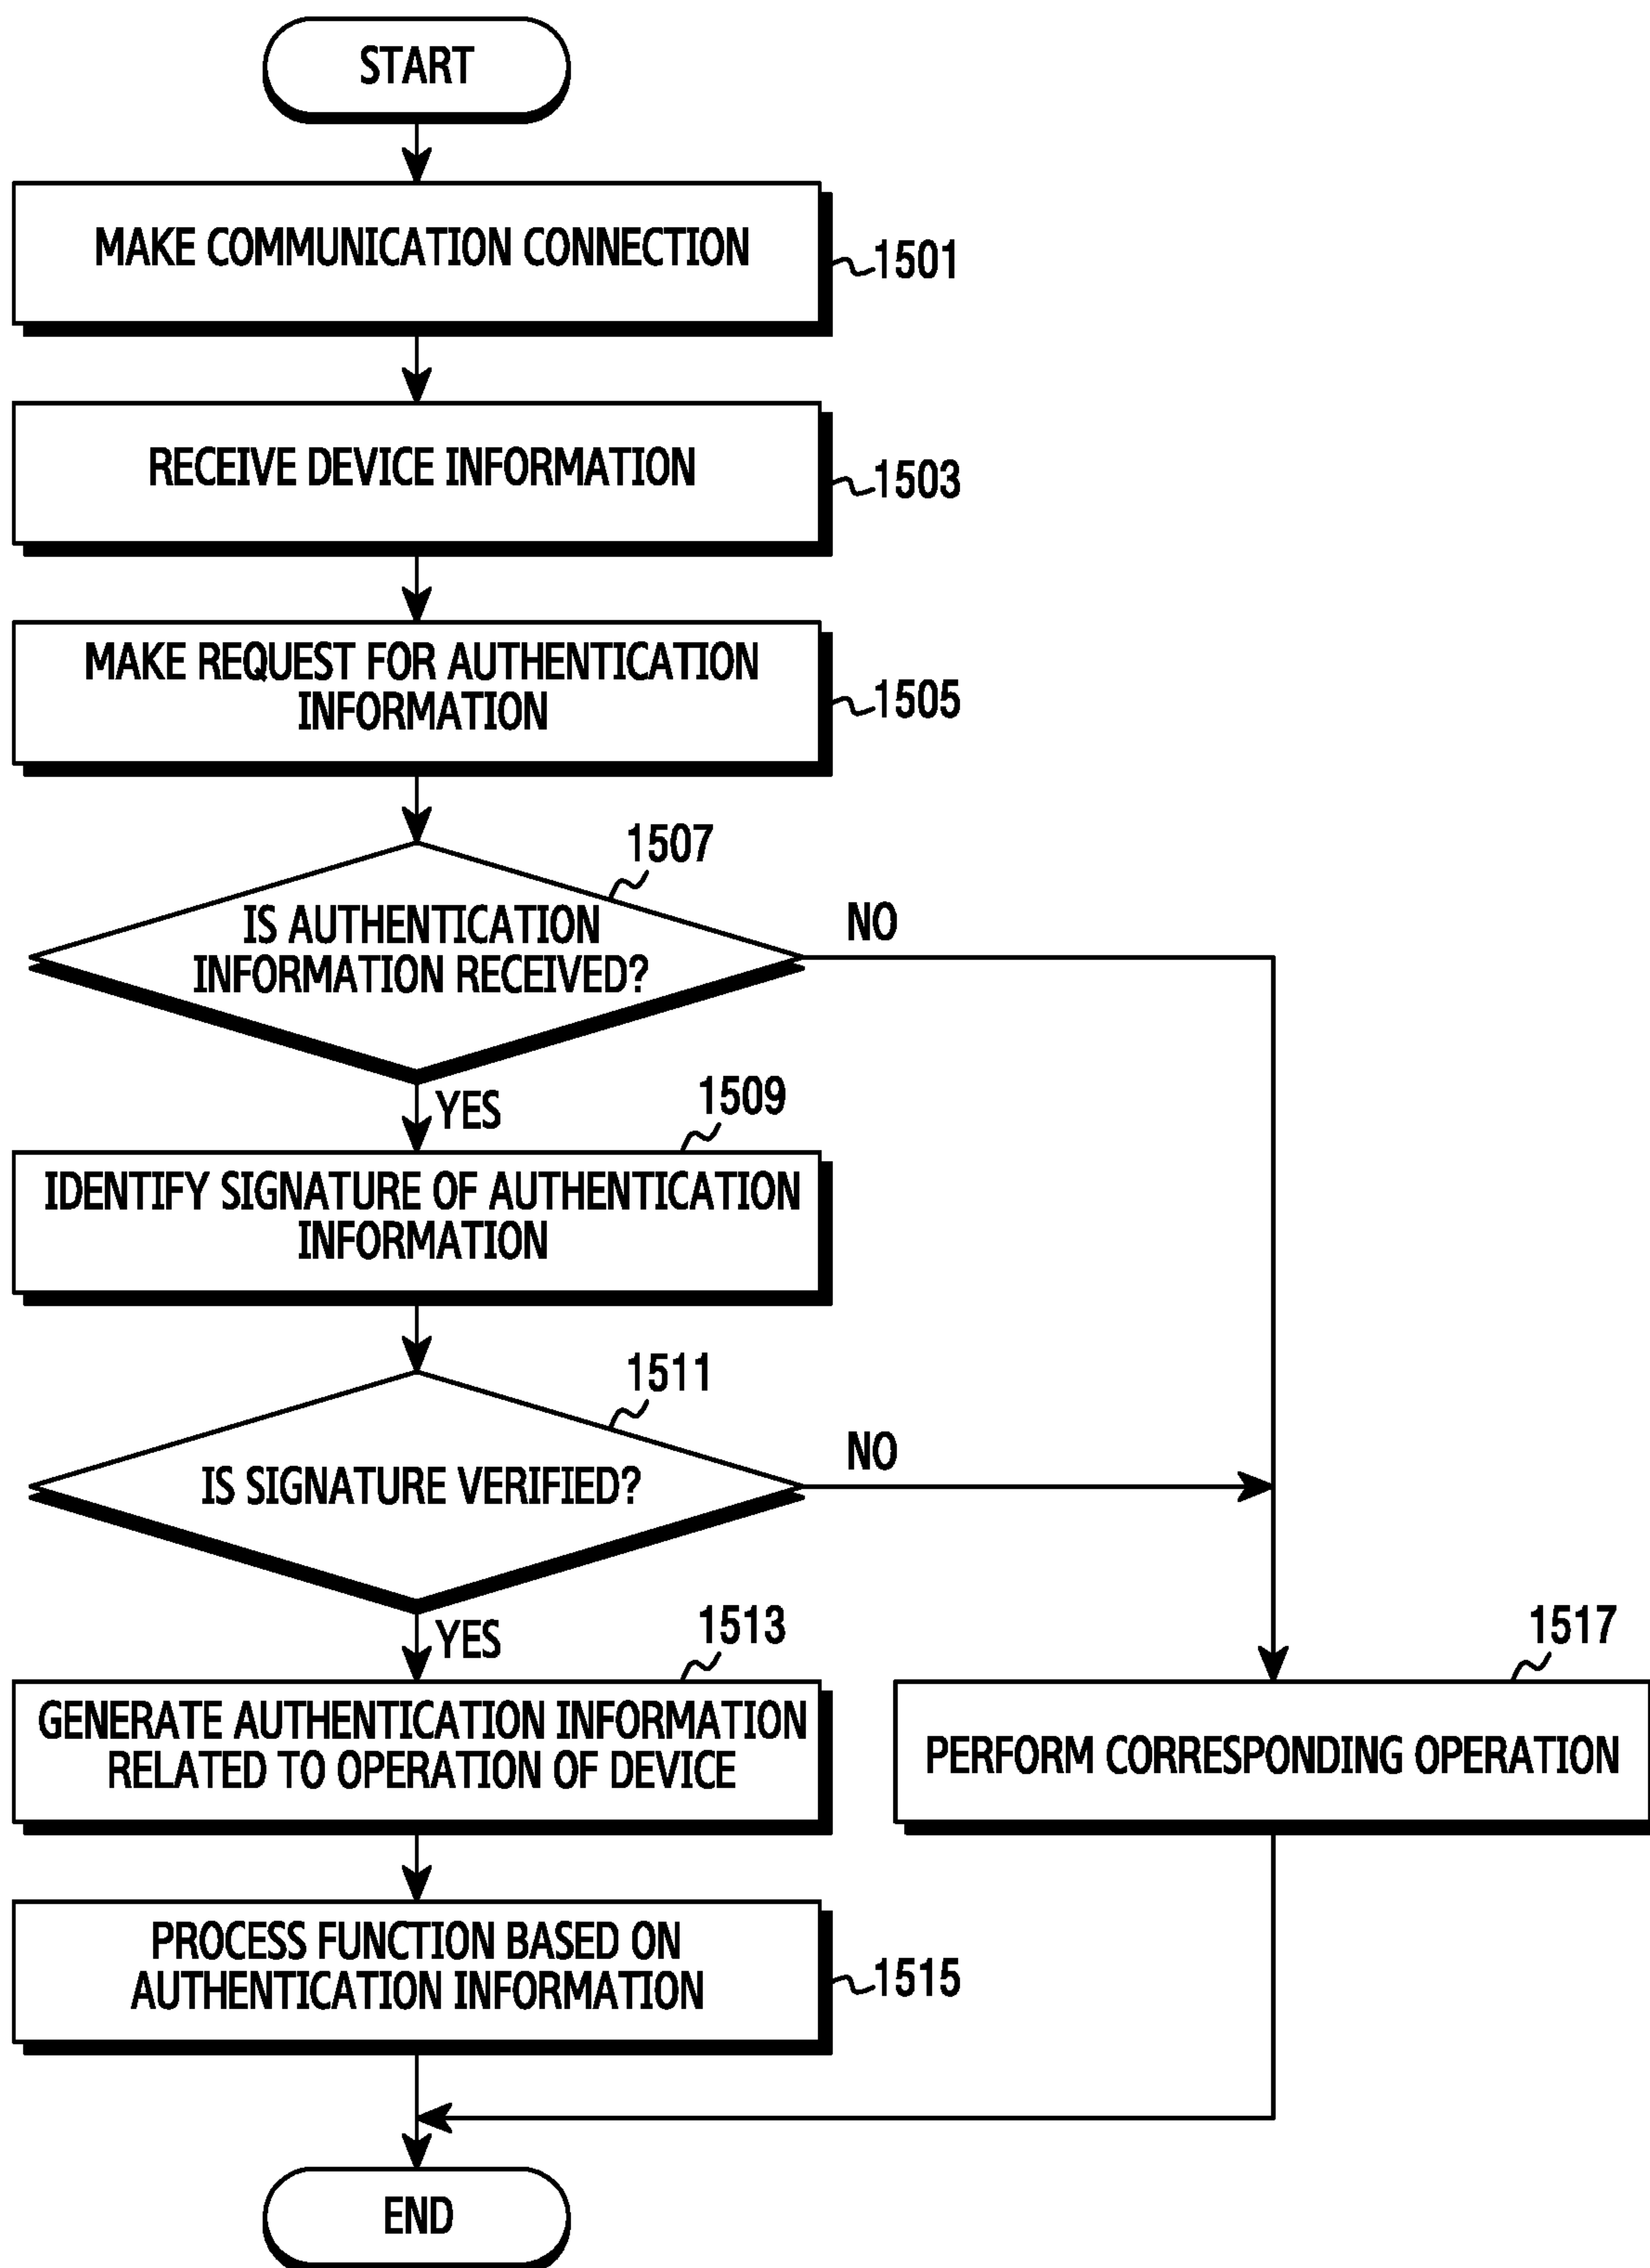 START
MAKE COMMUNICATION CONNECTION
1501
RECEIVE DEVICE INFORMATION
1503
MAKE REQUEST FOR AUTHENTICATION
INFORMATION
1505
1507
IS AUTHENTICATION
INFORMATION RECEIVED?
NO
YES
1509
IDENTIFY SIGNATURE OF AUTHENTICATION
INFORMATION
1511
IS SIGNATURE VERIFIED?
NO
YES
1513
GENERATE AUTHENTICATION INFORMATION
RELATED TO OPERATION OF DEVICE
1517
PERFORM CORRESPONDING OPERATION
PROCESS FUNCTION BASED ON
AUTHENTICATION INFORMATION
1515
END